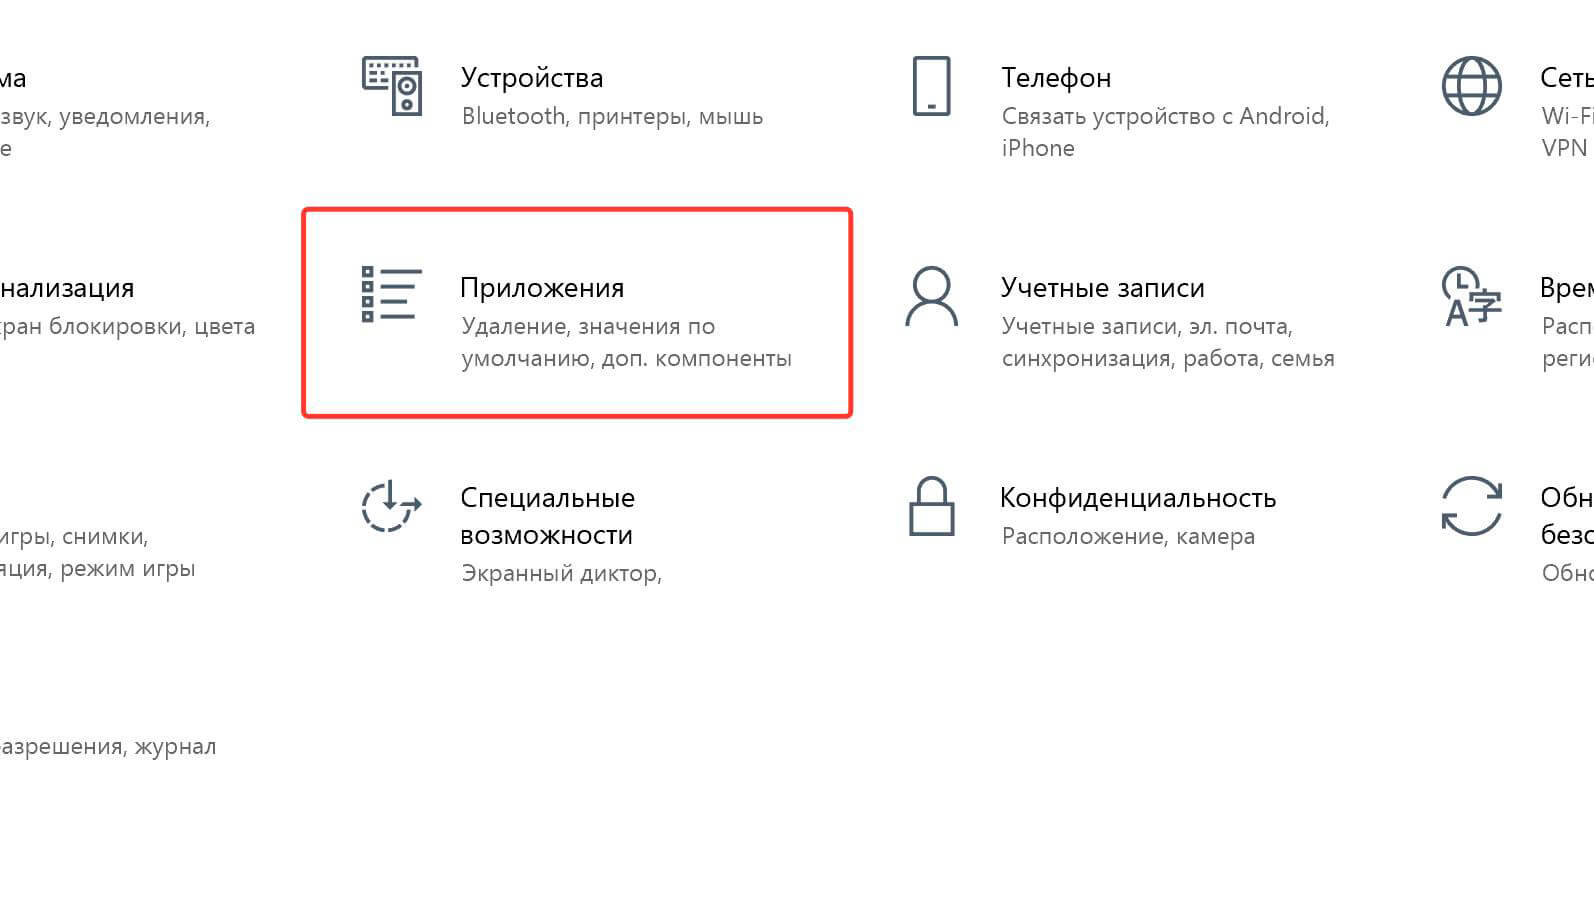 ма
звук, уведомления,
е
Устройства
Bluetooth, принтеры, мышь
Телефон
Связать устройство с Android,
iPhone
Сеть
Wi-Fi
VPN
нализация
кран блокировки, цвета
Приложения
Удаление, значения по
умолчанию, доп. компоненты
Учетные записи
Учетные записи, эл. почта,
синхронизация, работа, семья
Врем
Расп
реги
игры, снимки,
яция, режим игры
Специальные
возможности
Экранный диктор,
Конфиденциальность
Расположение, камера
Обн
безо
Обно
разрешения, журнал